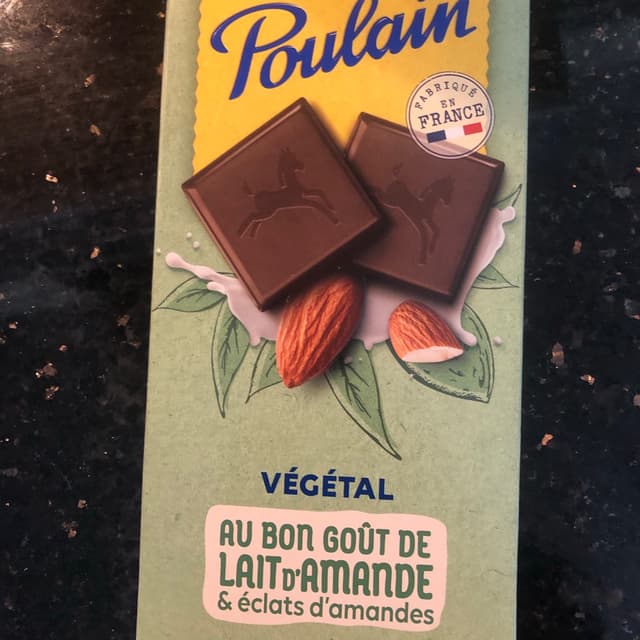 Poulain
FABRIQUÉ
EN
FRANCE
VÉGÉTAL
AU BON GOÛT DE
LAIT D'AMANDE
& éclats d'amandes